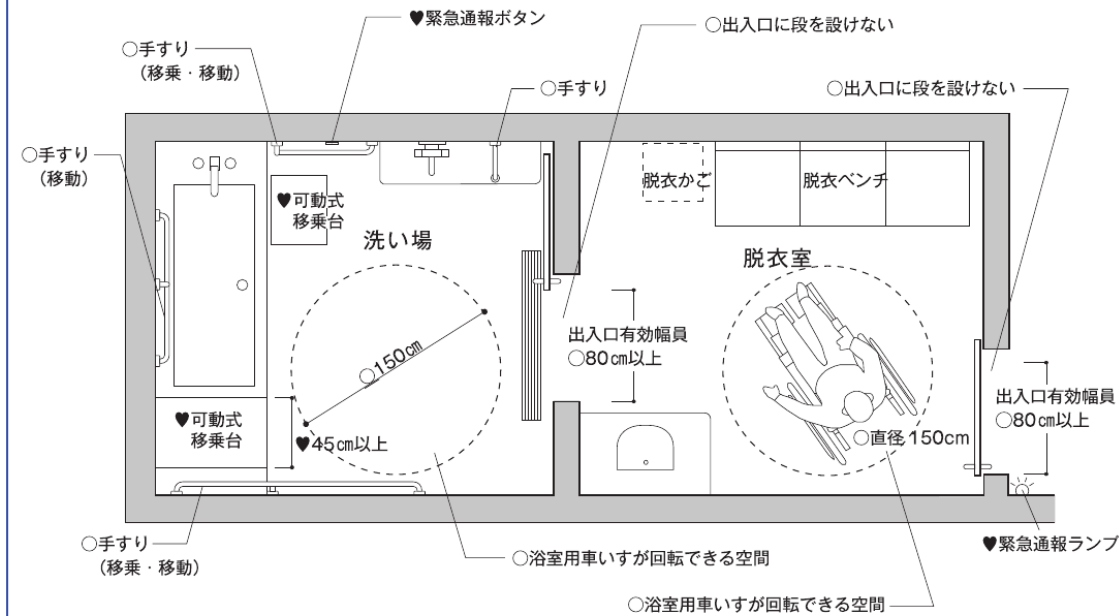 ♥緊急通報ボタン
○出入口に段を設けない
○手すり
（移乗・移動）
○手すり
○出入口に段を設けない
○手すり
（移動）
♥可動式
移乗台
洗い場
脱衣かご
脱衣ベンチ
脱衣室
○150cm
出入口有効幅員
○80cm以上
出入口有効幅員
○80cm以上
♥可動式
移乗台
♥45cm以上
○直径150cm
○手すり
（移乗・移動）
○浴室用車いすが回転できる空間
♥緊急通報ランプ
○浴室用車いすが回転できる空間